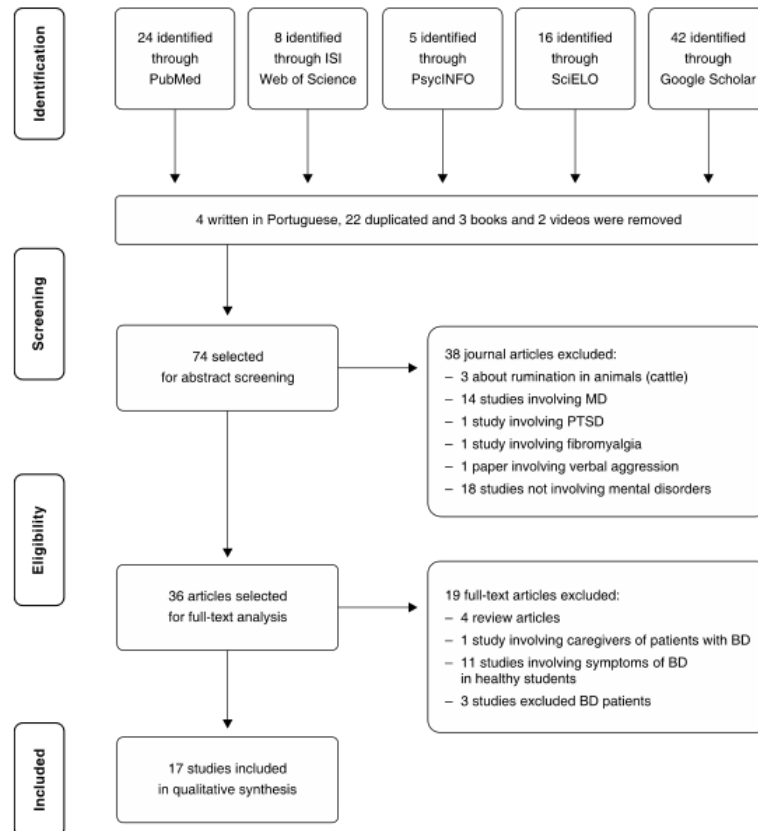 Identification
24 identified
through
PubMed
8 identified
through ISI
Web of Science
5 identified
through
PsycINFO
16 identified
through
SciELO
42 identified
through
Google Scholar
4 written in Portuguese, 22 duplicated and 3 books and 2 videos were removed
Screening
74 selected
for abstract screening
38 journal articles excluded:
– 3 about rumination in animals (cattle)
– 14 studies involving MD
– 1 study involving PTSD
– 1 study involving fibromyalgia
– 1 paper involving verbal aggression
– 18 studies not involving mental disorders
Eligibility
36 articles selected
for full-text analysis
19 full-text articles excluded:
– 4 review articles
– 1 study involving caregivers of patients with BD
– 11 studies involving symptoms of BD
in healthy students
– 3 studies excluded BD patients
Included
17 studies included
in qualitative synthesis